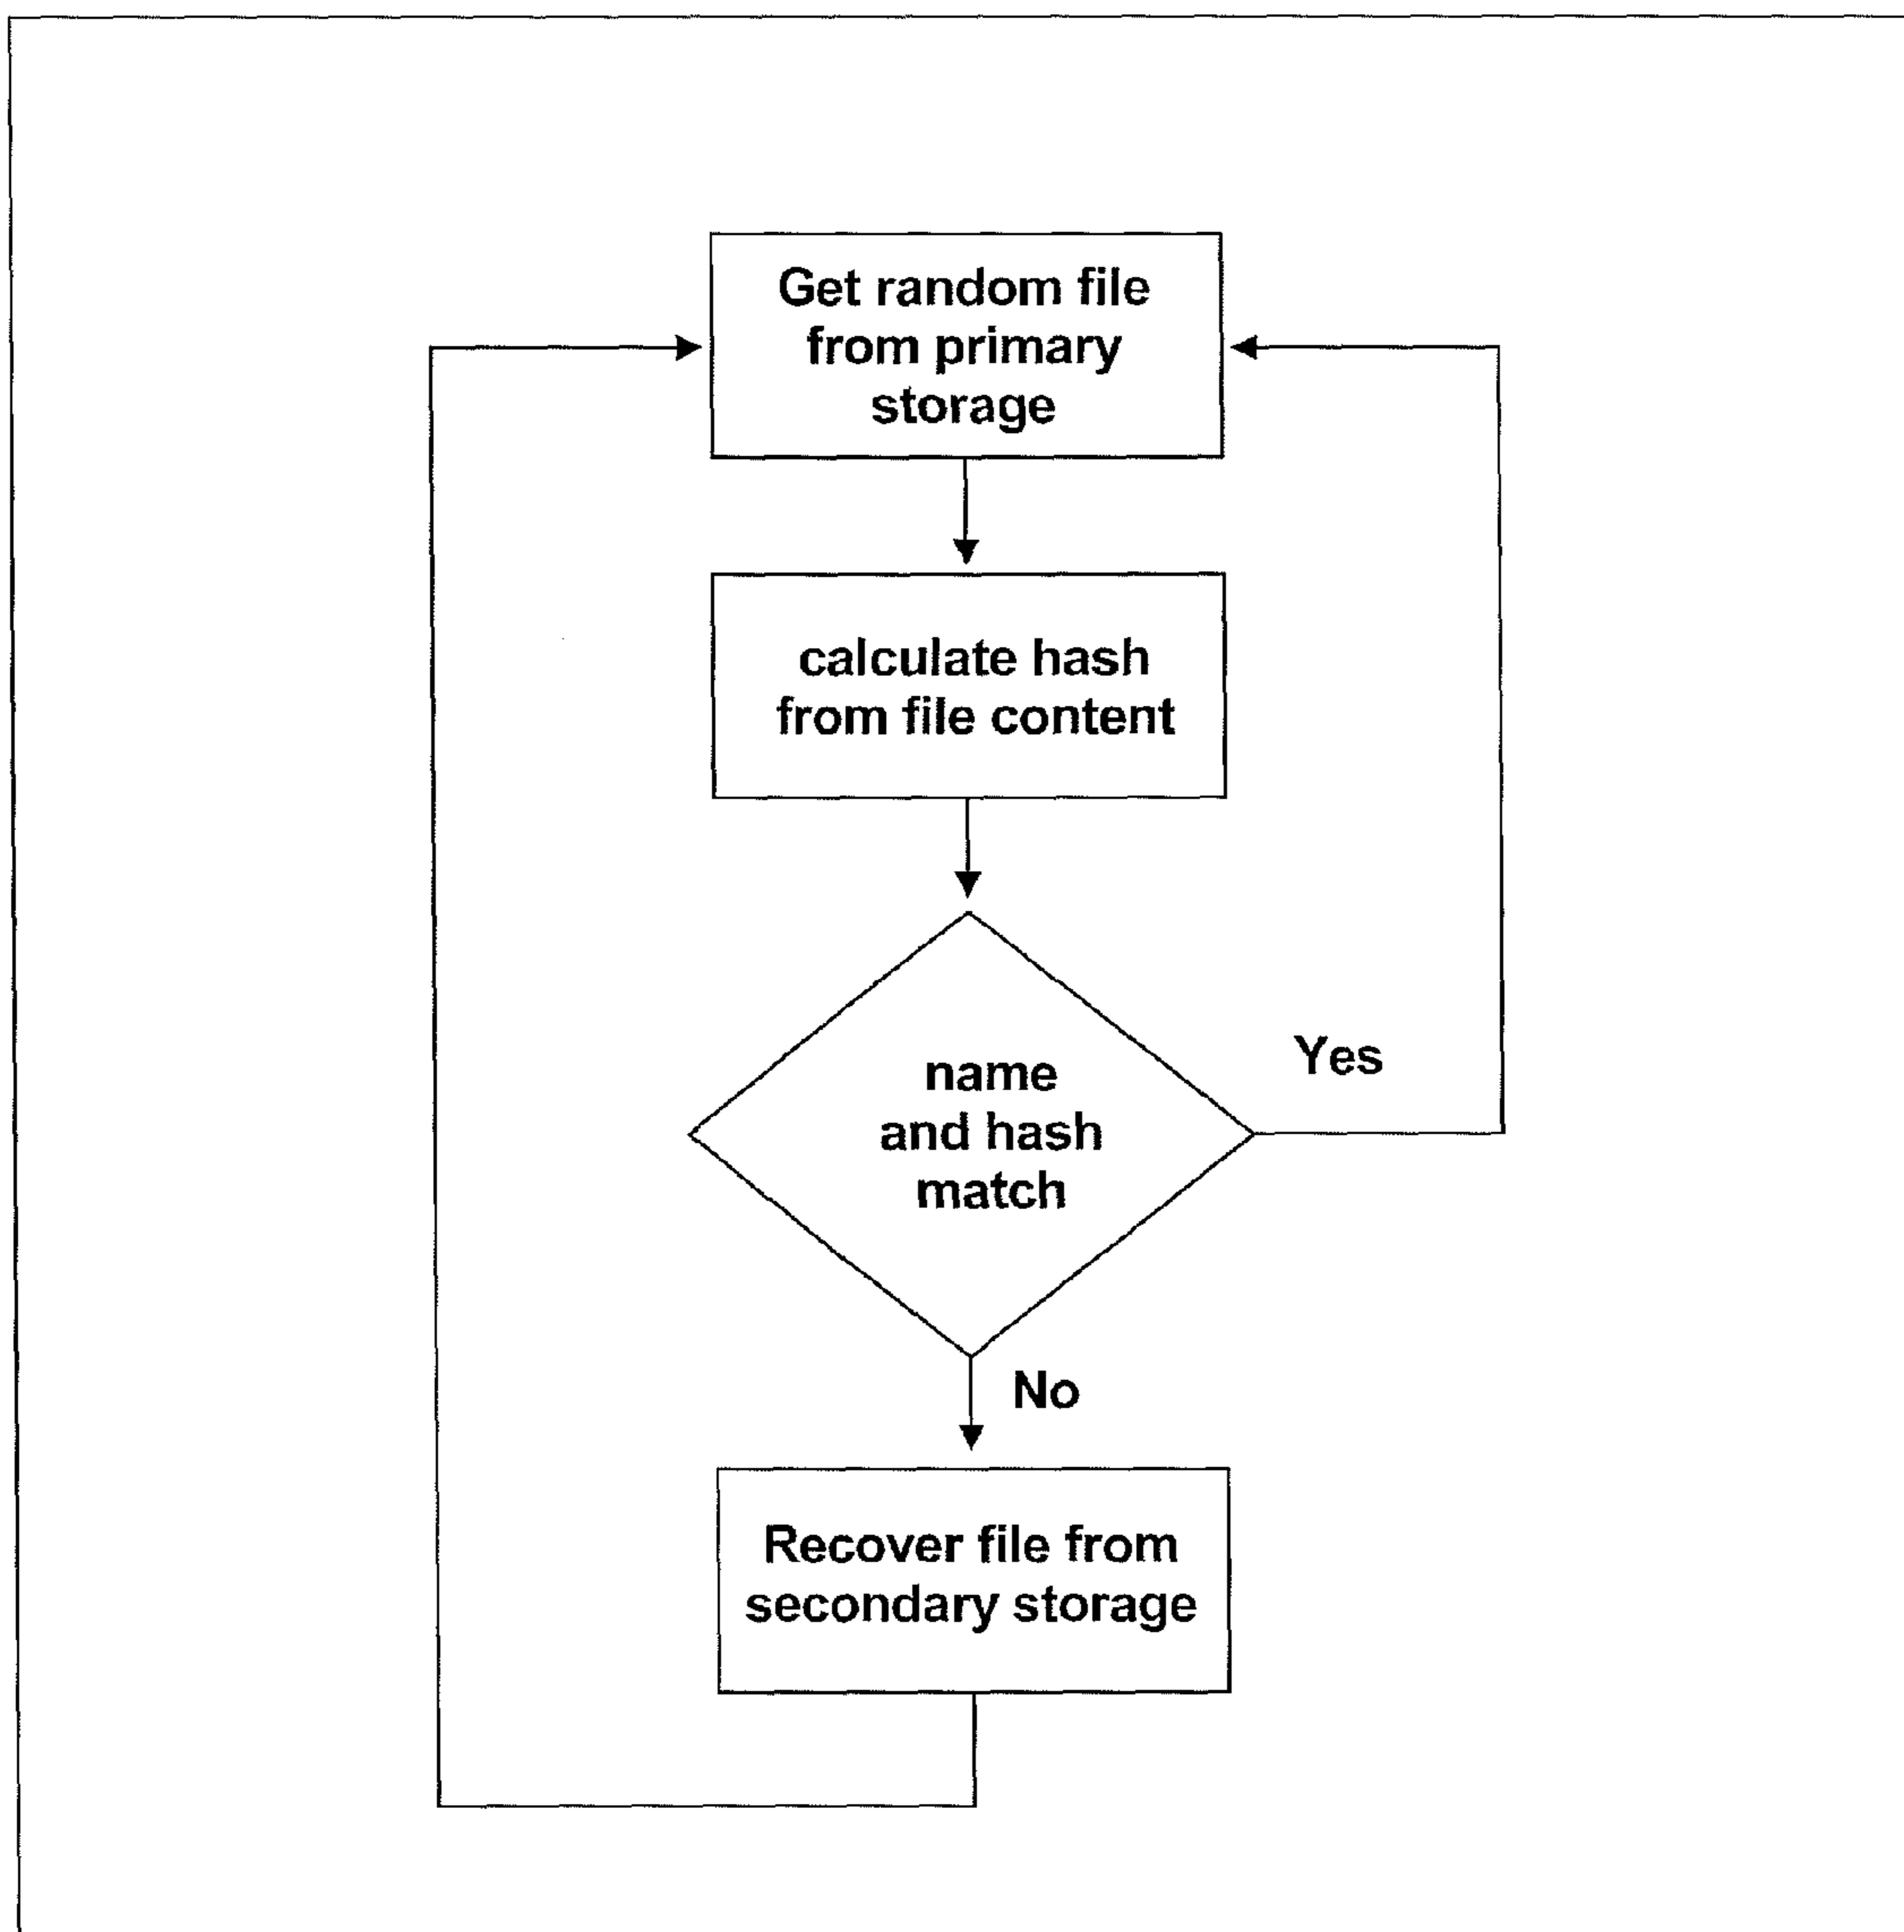 Get random file
from primary
storage
calculate hash
from file content
name
and hash
match
Yes
No
Recover file from
secondary storage